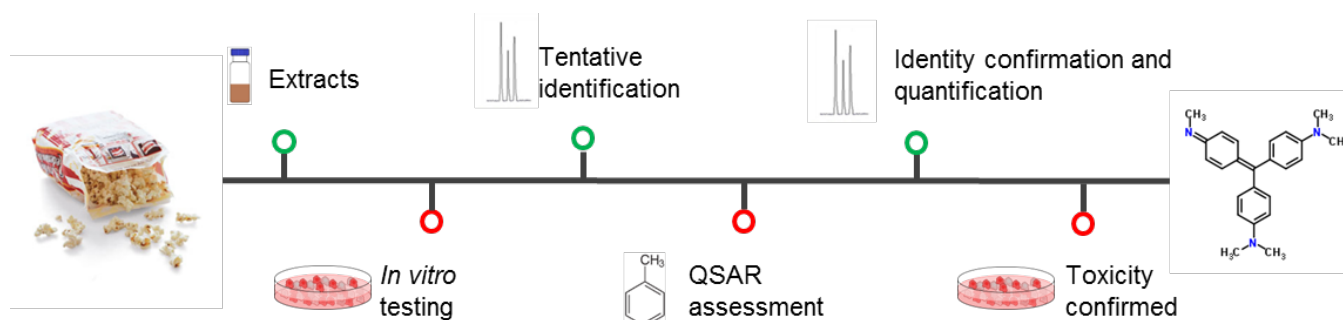 Extracts
Tentative
identification
Identity confirmation and
quantification
In vitro
testing
CH₃
QSAR
assessment
Toxicity
confirmed
CH₃
N
CH₃
N
CH
N
H₃C
CH₃